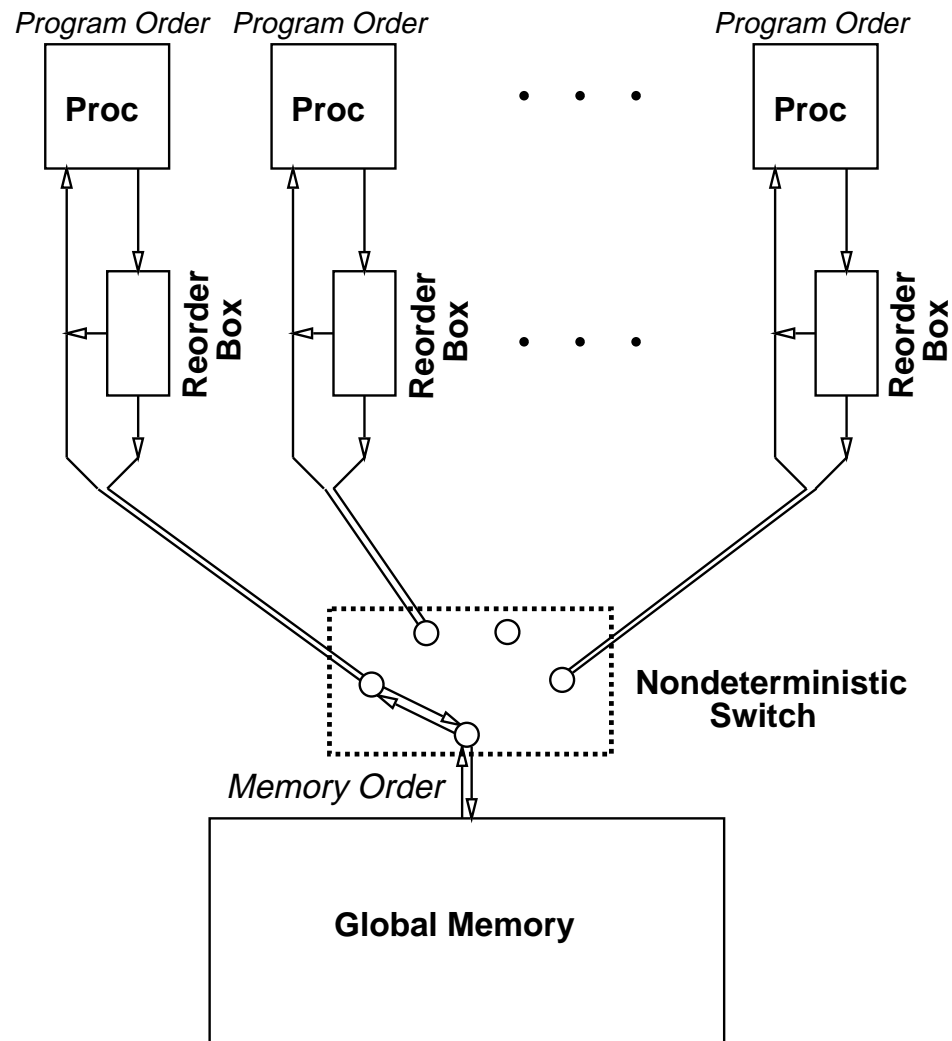 Program Order
Program Order
Program Order
Proc
Proc
Proc
Reorder
Box
Reorder
Box
Reorder
Box
Nondeterministic
Switch
Memory Order
Global Memory